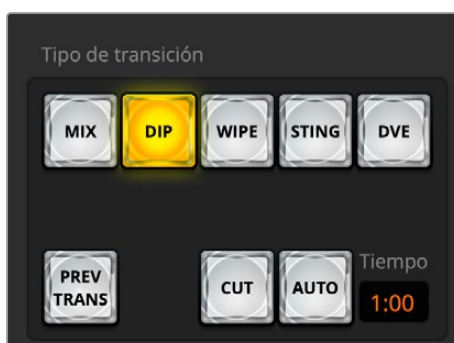 Tipo de transición
MIX DIP WIPE STING DVE
Tiempo
PREV
TRANS
CUT AUTO 1:00